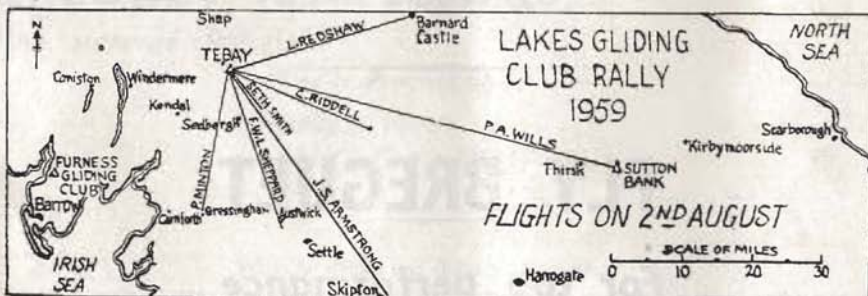 Shap
L. REDSHAW
Barnard
Castle
LAKES GLIDING
CLUB RALLY
1959
NORTH
SEA
N
TEBAY
Coniston
Windermere
Kendal
Sedbergh
SETH SMITH
C. RIDDELL
P.A. WILLS
Scarborough
Kirbymoorside
Thirsk
SUTTON
BANK
FURNESS
GLIDING
CLUB
Barrow
P. MINTON
F.W.L. SHEPPARD
J.S. ARMSTRONG
Carnforth
Gressingham
Austwick
Settle
FLIGHTS ON 2ND AUGUST
SCALE OF MILES
0 10 20 30
IRISH
SEA
Skipton
Harrogate